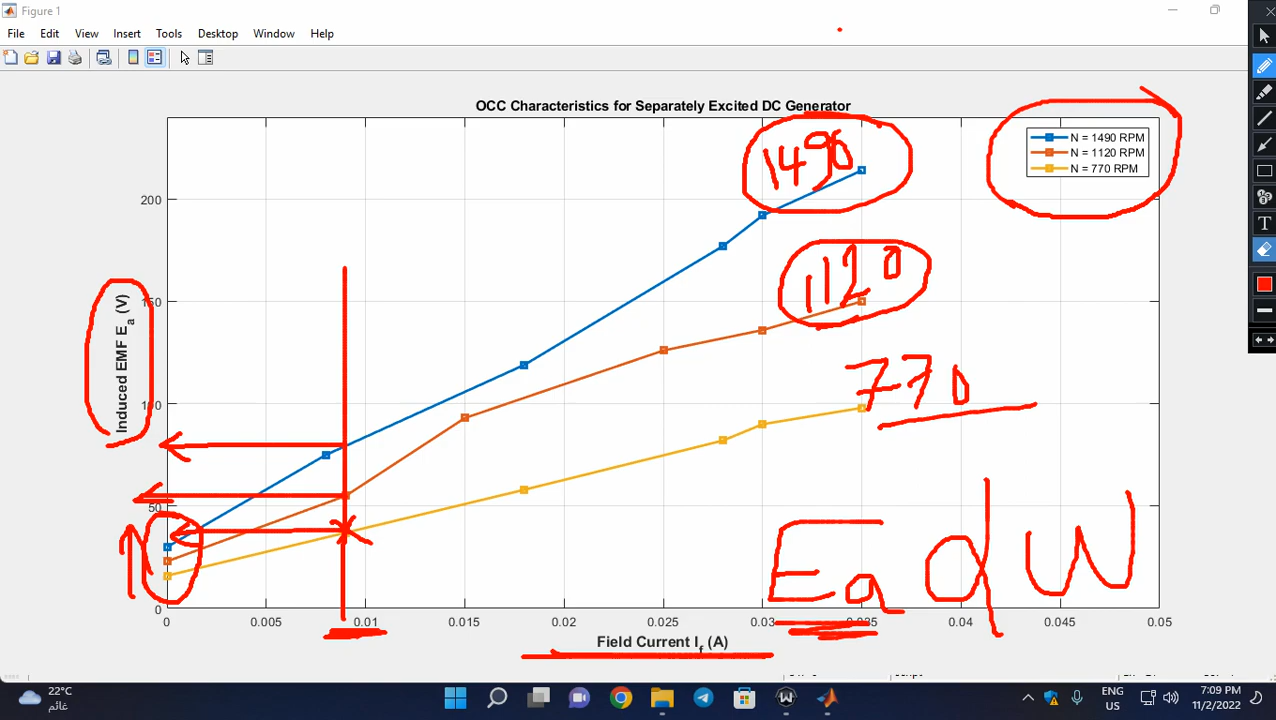 Figure 1
File Edit View Insert Tools Desktop Window Help
OCC Characteristics for Separately Excited DC Generator
N = 1490 RPM
N = 1120 RPM
N = 770 RPM
1490
1120
770
Ea α W
Induced EMF Ea (V)
200
150
100
50
0
0 0.005 0.01 0.015 0.02 0.025 0.03 0.035 0.04 0.045 0.05
Field Current If (A)
22°C
غائم
ENG
US
7:09 PM
11/2/2022